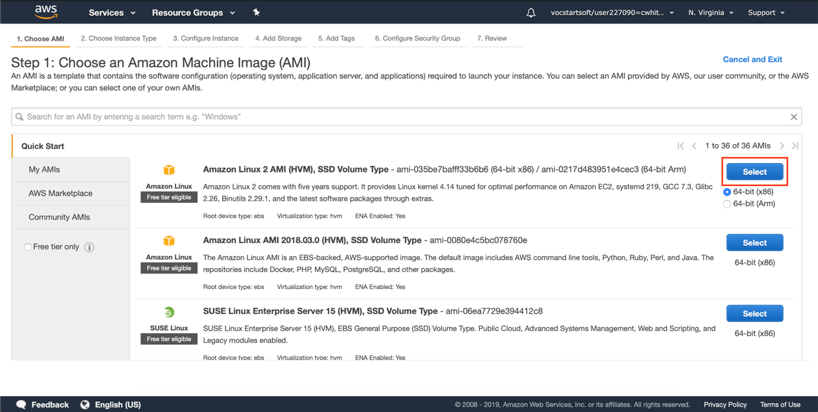 aws Services Resource Groups vocstartsoft/user227090=cwhit... N. Virginia Support
1. Choose AMI 2. Choose Instance Type 3. Configure Instance 4. Add Storage 5. Add Tags 6. Configure Security Group 7. Review
Step 1: Choose an Amazon Machine Image (AMI)
Cancel and Exit
An AMI is a template that contains the software configuration (operating system, application server, and applications) required to launch your instance. You can select an AMI provided by AWS, our user community, or the AWS
Marketplace; or you can select one of your own AMIs.
Search for an AMI by entering a search term e.g. "Windows"
Quick Start
1 to 36 of 36 AMIs
My AMIs
AWS Marketplace
Community AMIs
Free tier only
Amazon Linux
Free tier eligible
Amazon Linux 2 AMI (HVM), SSD Volume Type - ami-035be7bafff33b6b6 (64-bit x86) / ami-0217d483951e4cec3 (64-bit Arm)
Amazon Linux 2 comes with five years support. It provides Linux kernel 4.14 tuned for optimal performance on Amazon EC2, systemd 219, GCC 7.3, Glibc
2.26, Binutils 2.29.1, and the latest software packages through extras.
Root device type: ebs Virtualization type: hvm ENA Enabled: Yes
Select
64-bit (x86)
64-bit (Arm)
Amazon Linux
Free tier eligible
Amazon Linux AMI 2018.03.0 (HVM), SSD Volume Type - ami-0080e4c5bc078760e
The Amazon Linux AMI is an EBS-backed, AWS-supported image. The default image includes AWS command line tools, Python, Ruby, Perl, and Java. The
repositories include Docker, PHP, MySQL, PostgreSQL, and other packages.
Root device type: ebs Virtualization type: hvm ENA Enabled: Yes
Select
64-bit (x86)
SUSE Linux
Free tier eligible
SUSE Linux Enterprise Server 15 (HVM), SSD Volume Type - ami-06ea7729e394412c8
SUSE Linux Enterprise Server 15 (HVM), EBS General Purpose (SSD) Volume Type. Public Cloud, Advanced Systems Management, Web and Scripting, and
Legacy modules enabled.
Root device type: ebs Virtualization type: hvm ENA Enabled: Yes
Select
64-bit (x86)
Feedback English (US) © 2008 - 2019, Amazon Web Services, Inc. or its affiliates. All rights reserved. Privacy Policy Terms of Use